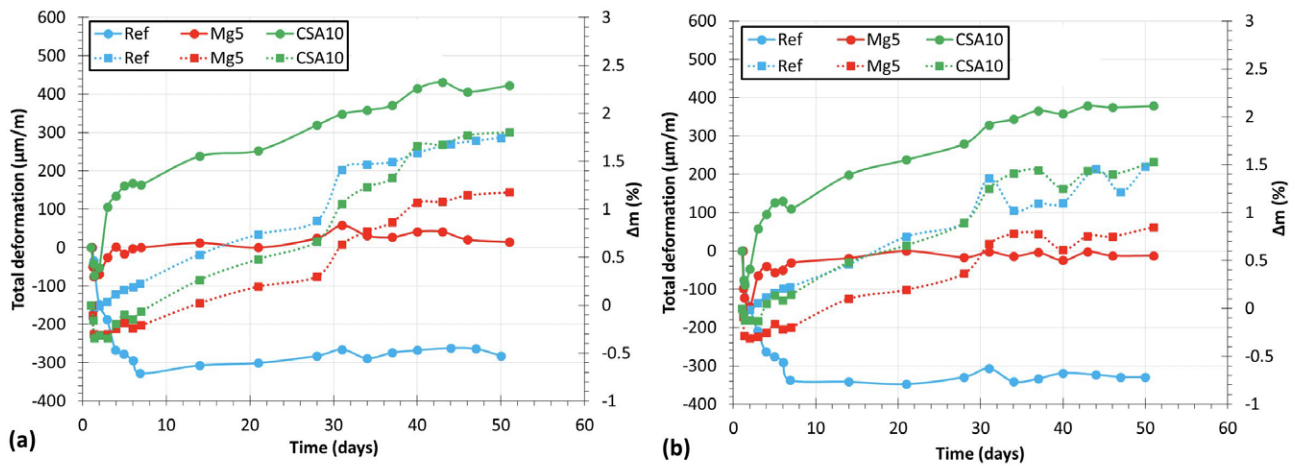 600
500
400
300
200
100
0
-100
-200
-300
-400
Total deformation (µm/m)
Ref Mg5 CSA10
Ref Mg5 CSA10
3
2.5
2
1.5
1
0.5
0
-0.5
-1
Δm (%)
0 10 20 30 40 50 60
Time (days)
(a)
600
500
400
300
200
100
0
-100
-200
-300
-400
Total deformation (µm/m)
Ref Mg5 CSA10
Ref Mg5 CSA10
3
2.5
2
1.5
1
0.5
0
-0.5
-1
Δm (%)
0 10 20 30 40 50 60
Time (days)
(b)